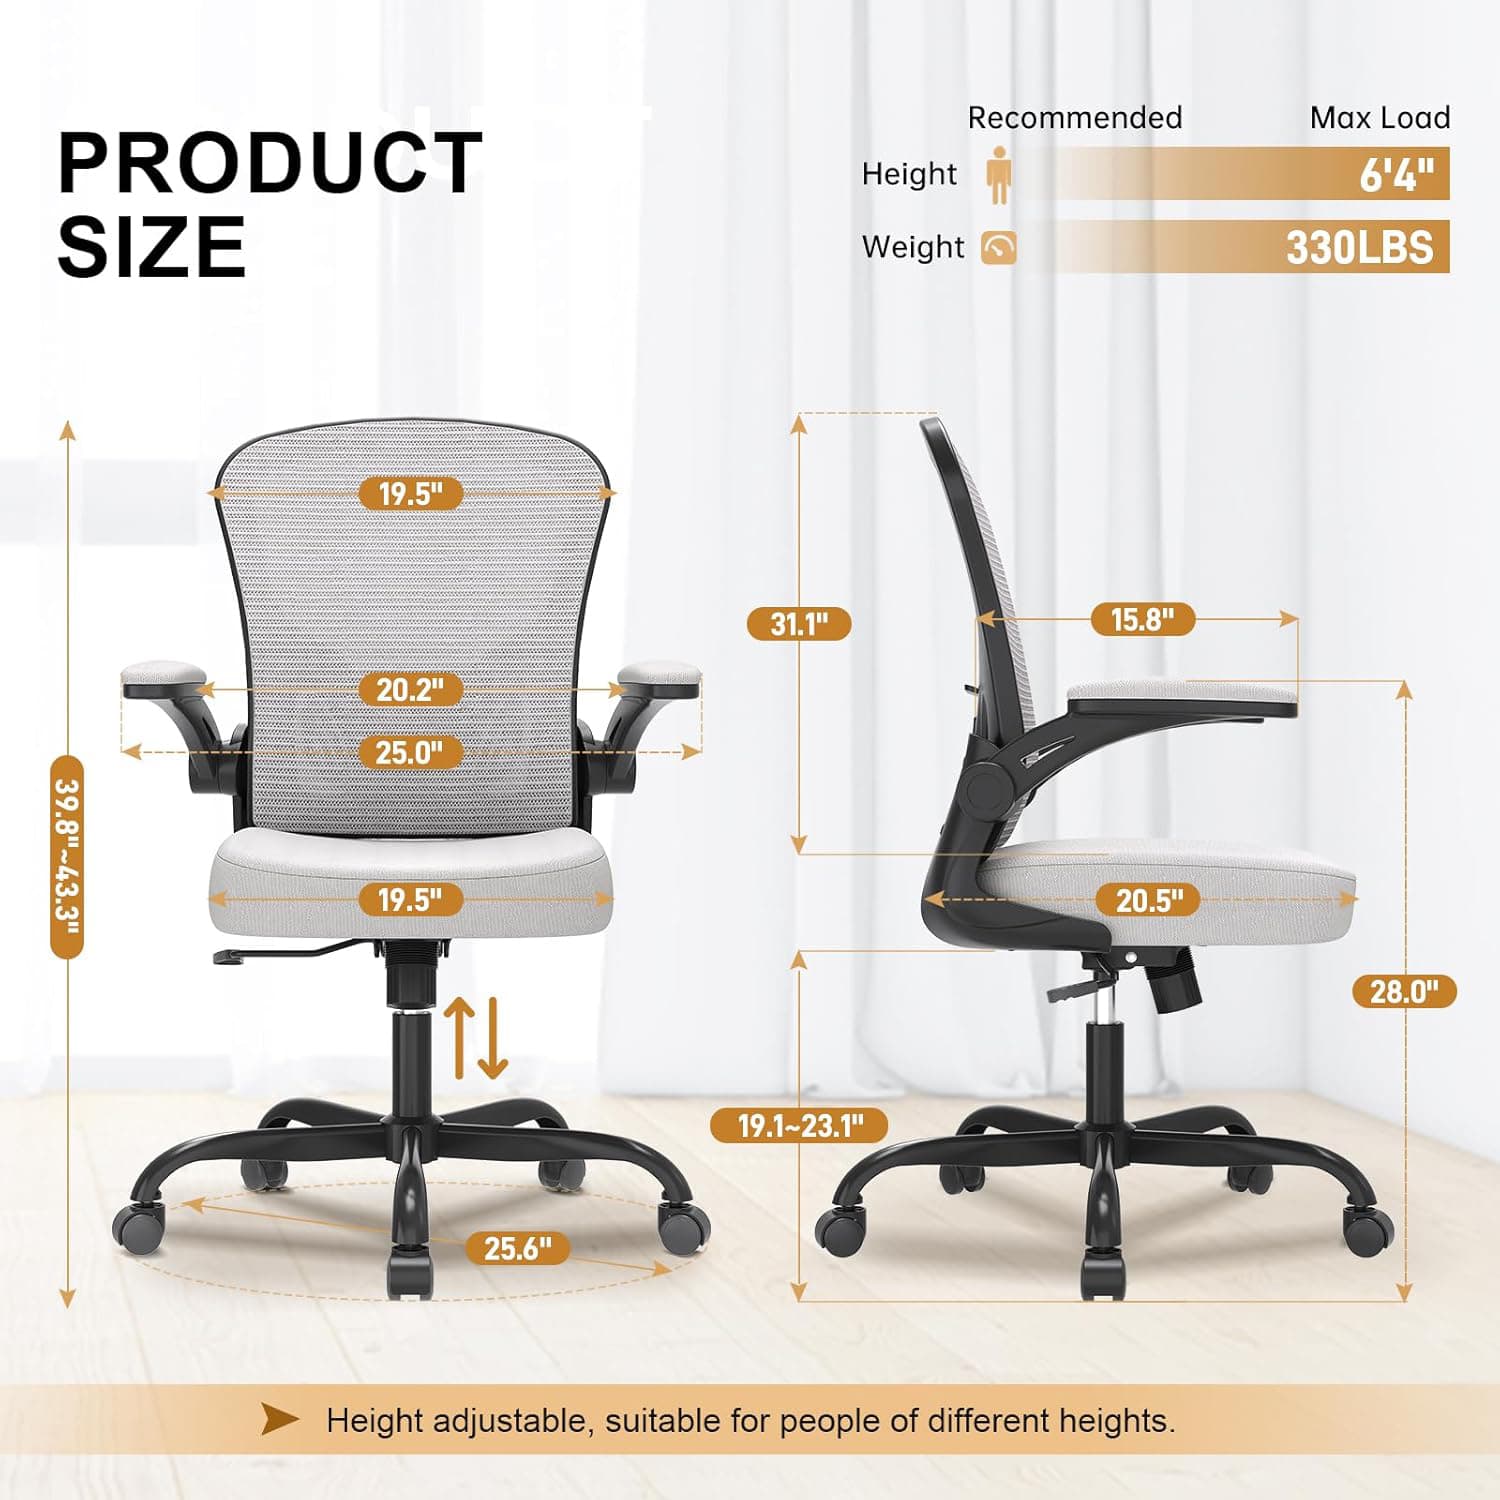 PRODUCT
SIZE
Recommended Max Load
Height 6'4"
Weight 330LBS
19.5"
20.2"
25.0"
39.8"~43.3"
19.5"
25.6"
31.1"
15.8"
20.5"
28.0"
19.1~23.1"
Height adjustable, suitable for people of different heights.